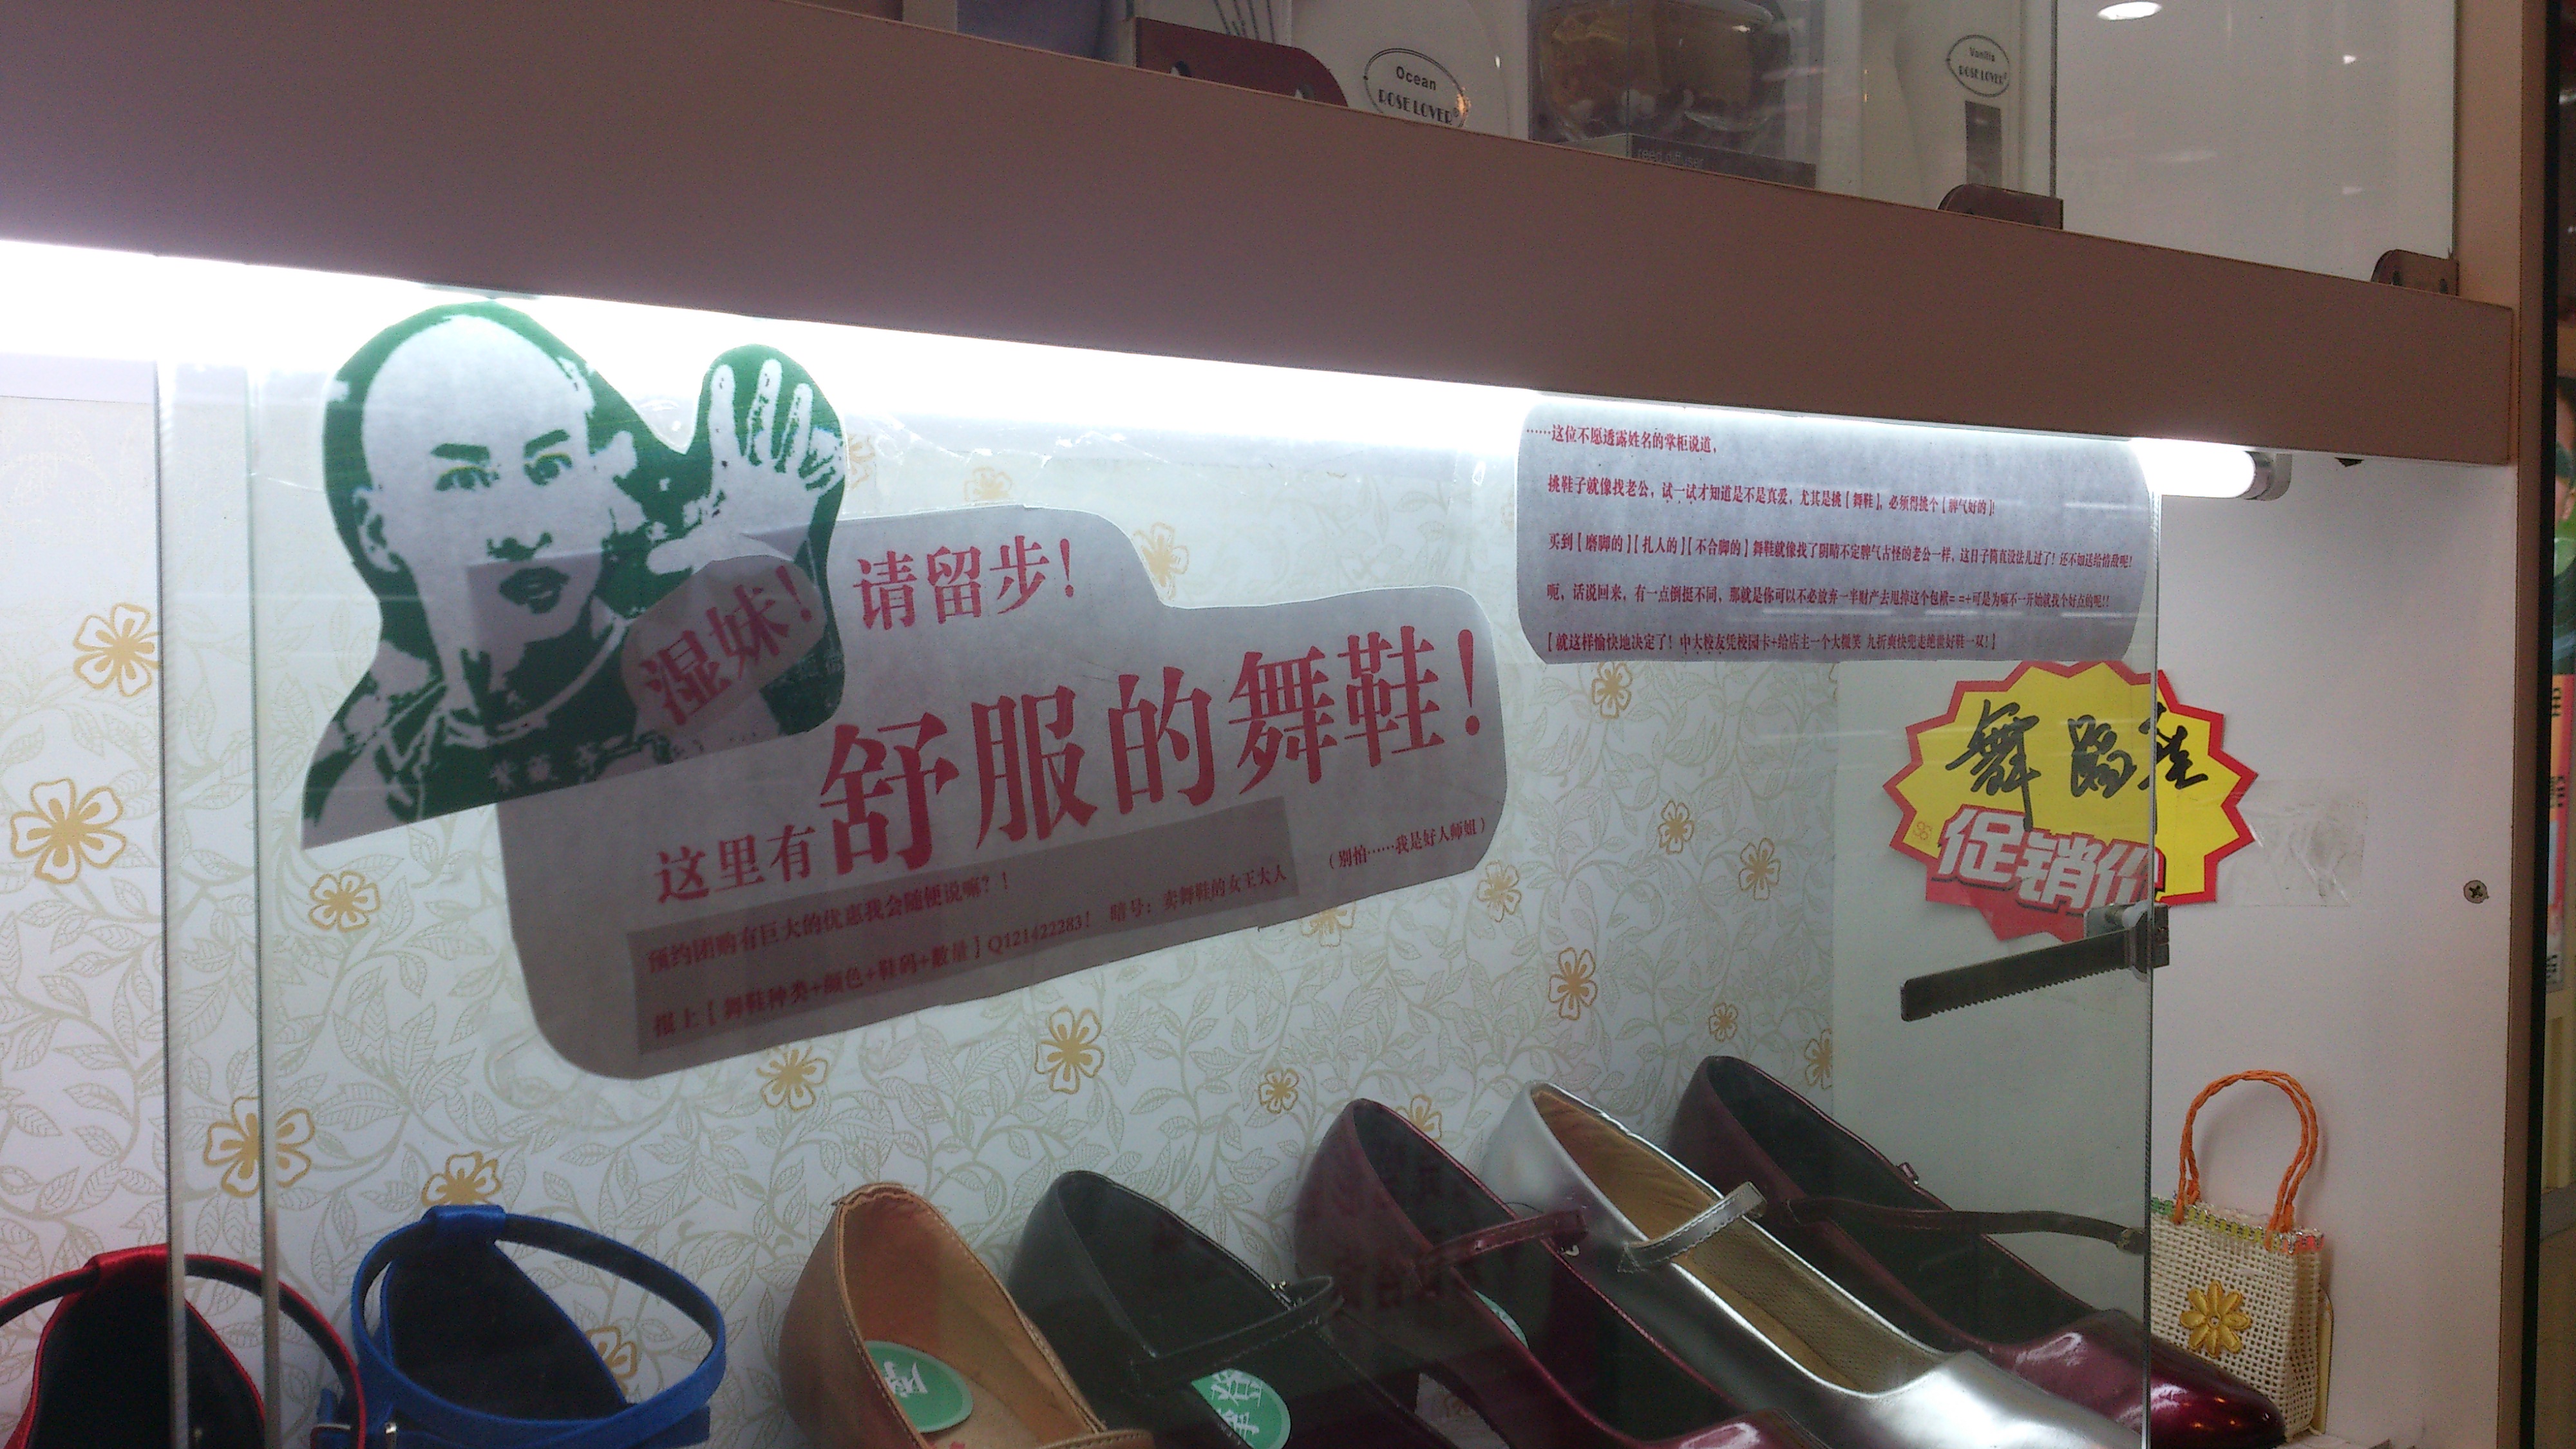 Ocean
ROSE LOVER
Vanilla
ROSE LOVER
reed diffuser
……这位不愿透露姓名的掌柜说道，
挑鞋子就像找老公，试一试才知道是不是真爱，尤其是挑【舞鞋】，必须得挑个【脾气好的】！
买到【磨脚的】【扎人的】【不合脚的】舞鞋就像找了阴晴不定脾气古怪的老公一样，这日子简直没法儿过了！还不如送给情敌呢！
呃，话说回来，有一点倒挺不同，那就是你可以不必放弃一半财产去甩掉这个包袱= =+可是为嘛不一开始就找个好点的呢！！
【就这样愉快地决定了！中大校友凭校园卡+给店主一个大微笑 九折爽快兜走绝世好鞋一双！】
湿妹！
请留步！
这里有舒服的舞鞋！
（别怕……我是好人师姐）
预约团购有巨大的优惠我会随便说嘛？！
报上【舞鞋种类+颜色+鞋码+数量】Q121422283！ 暗号：卖舞鞋的女王大人
舞蹈鞋
促销价